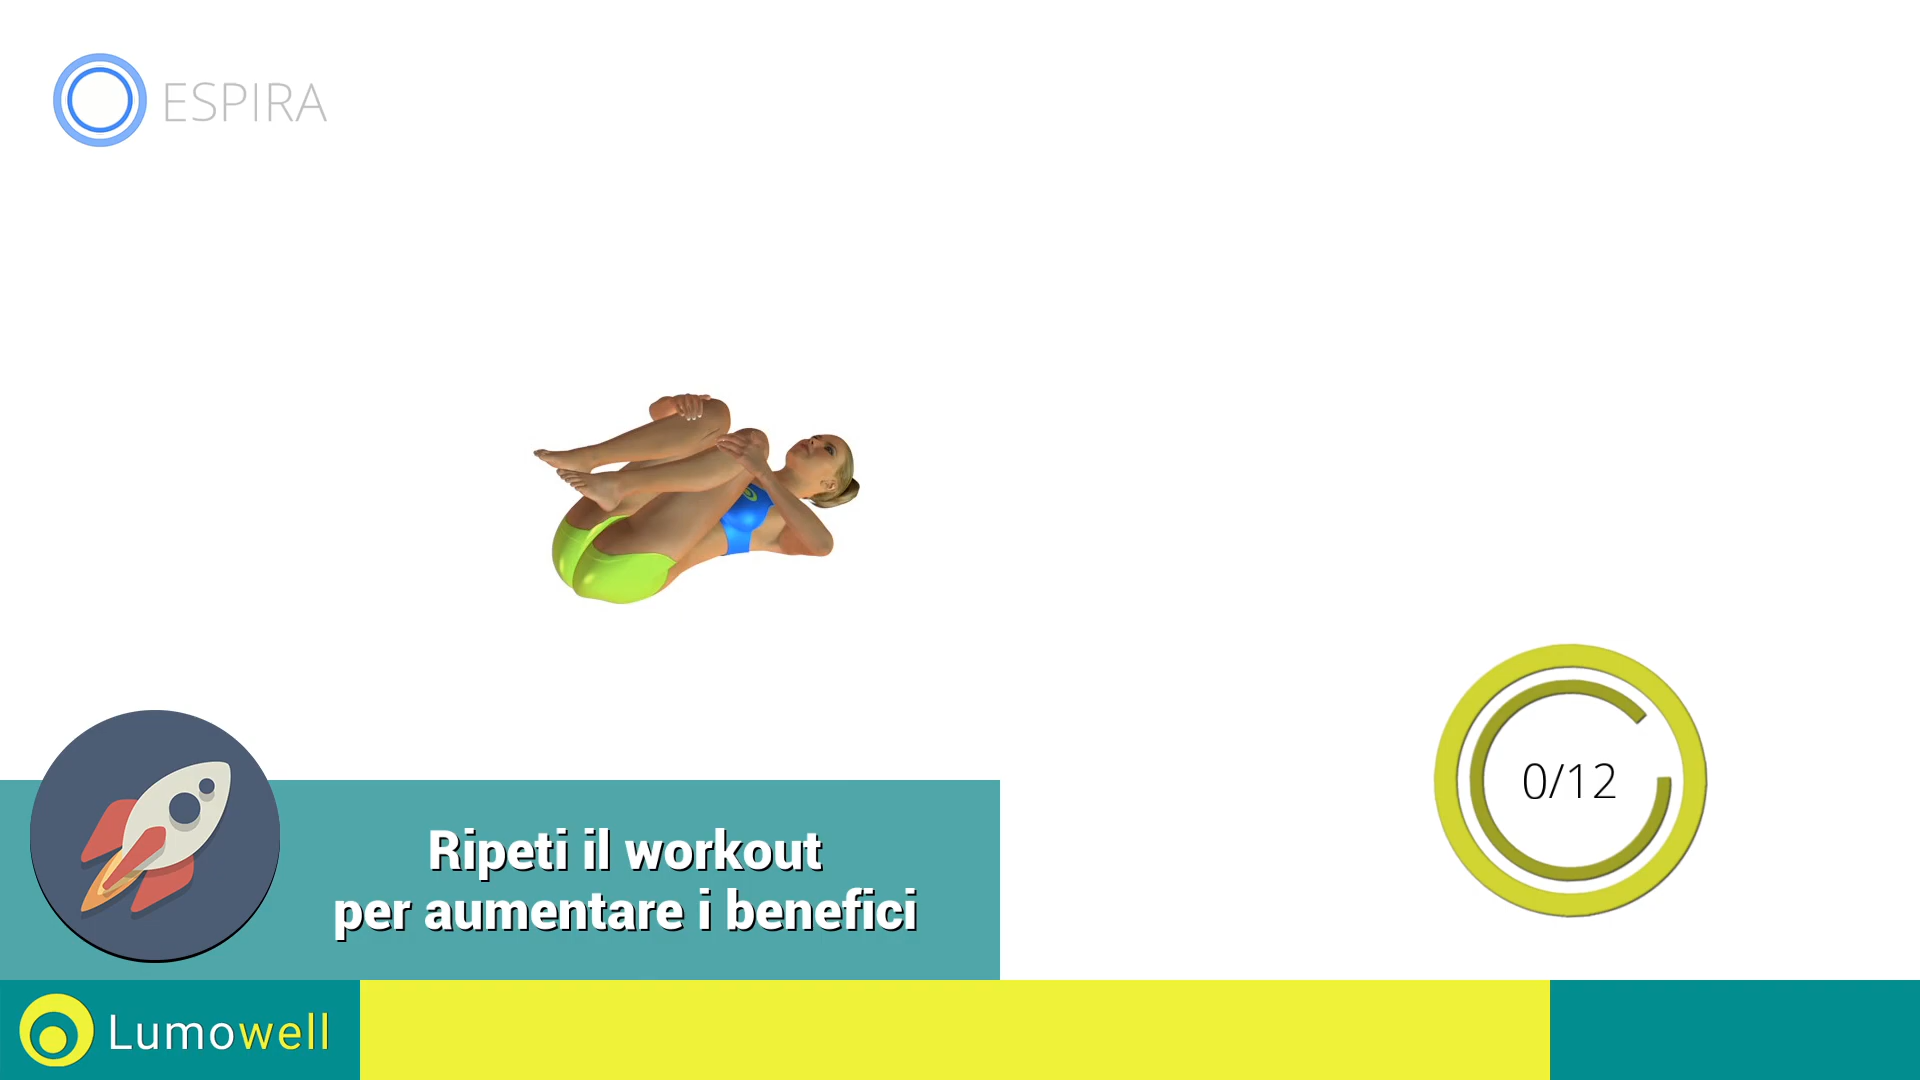 ESPIRA
0/12
Ripeti il workout
per aumentare i benefici
Lumowell